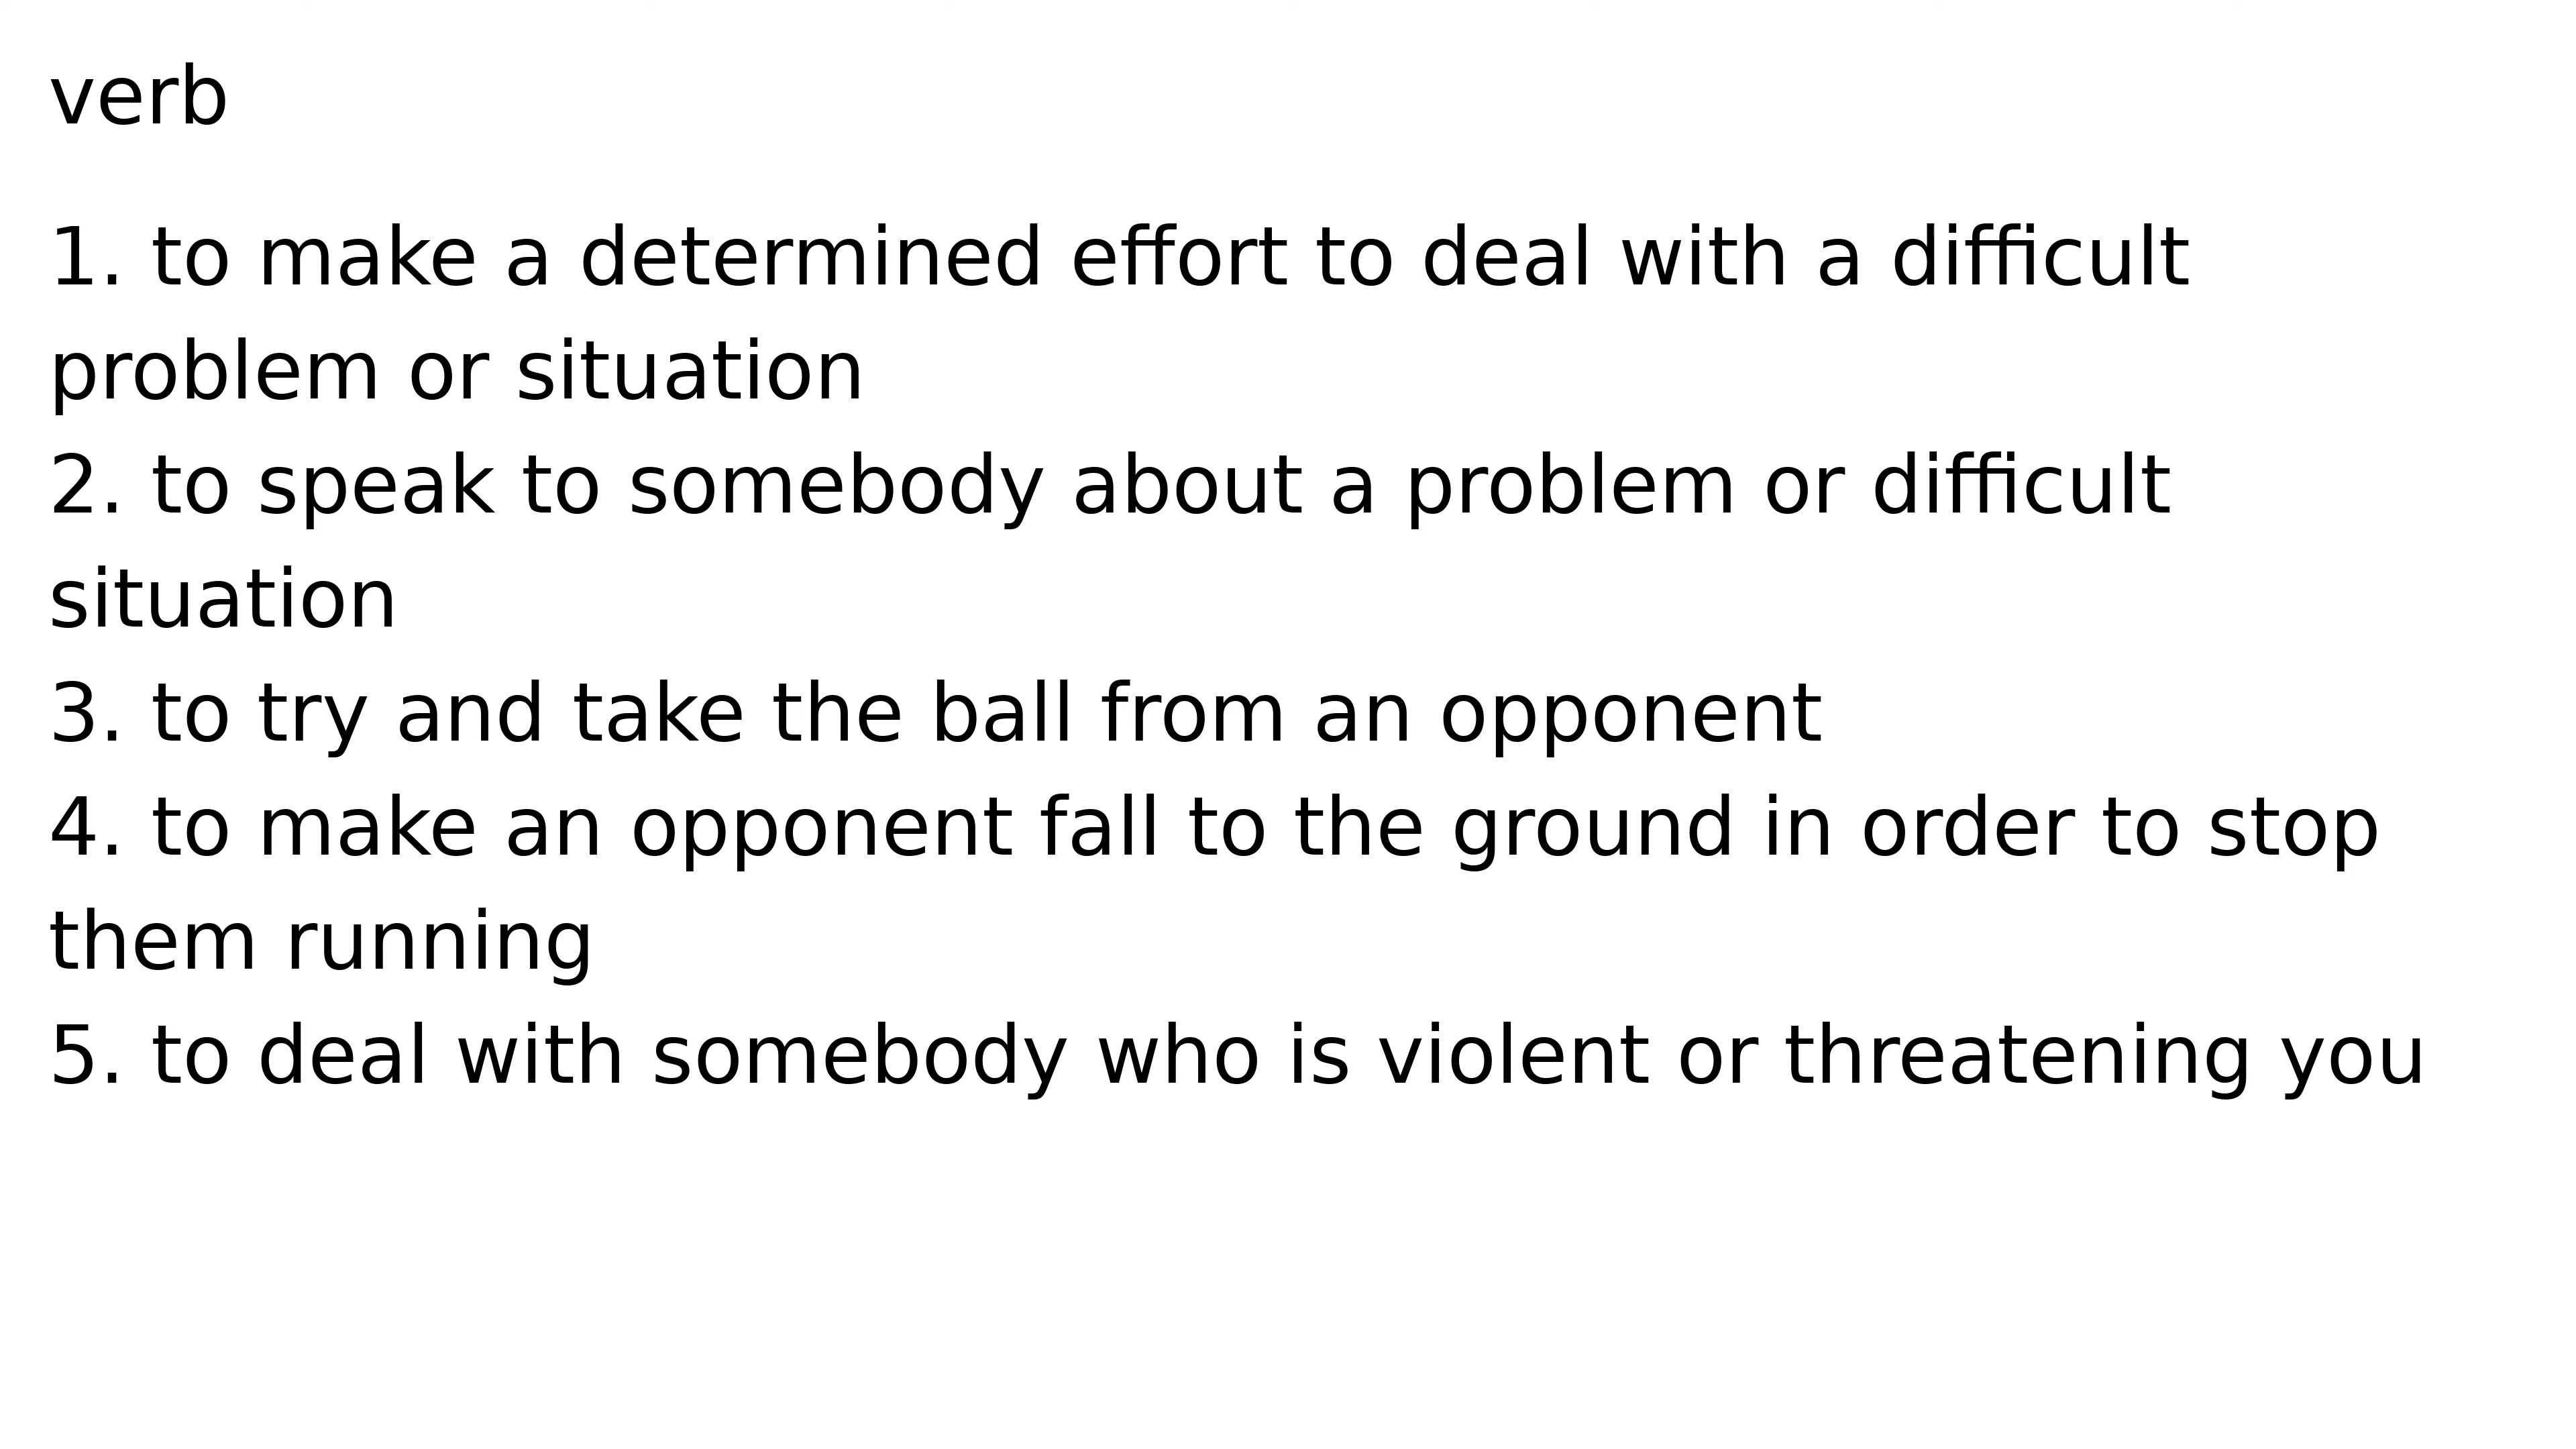 verb
1. to make a determined effort to deal with a difficult
problem or situation
2. to speak to somebody about a problem or difficult
situation
3. to try and take the ball from an opponent
4. to make an opponent fall to the ground in order to stop
them running
5. to deal with somebody who is violent or threatening you